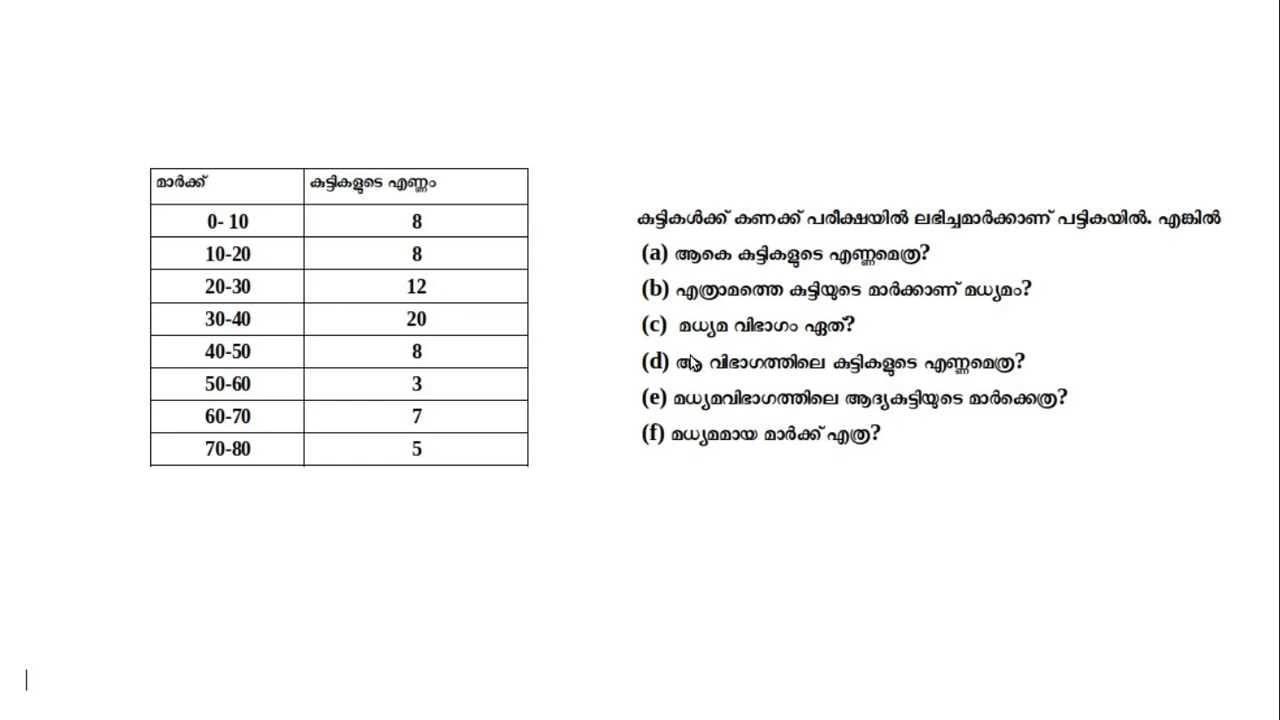 മാർക്ക് കുട്ടികളുടെ എണ്ണം
0- 10 8
10-20 8
20-30 12
30-40 20
40-50 8
50-60 3
60-70 7
70-80 5
കുട്ടികൾക്ക് കണക്ക് പരീക്ഷയിൽ ലഭിച്ചമാർക്കാണ് പട്ടികയിൽ. എങ്കിൽ
(a) ആകെ കുട്ടികളുടെ എണ്ണമെത്ര?
(b) എത്രാമത്തെ കുട്ടിയുടെ മാർക്കാണ് മധ്യമം?
(c) മധ്യമ വിഭാഗം ഏത്?
(d) ആ വിഭാഗത്തിലെ കുട്ടികളുടെ എണ്ണമെത്ര?
(e) മധ്യമവിഭാഗത്തിലെ ആദ്യകുട്ടിയുടെ മാർക്കെത്ര?
(f) മധ്യമമായ മാർക്ക് എത്ര?